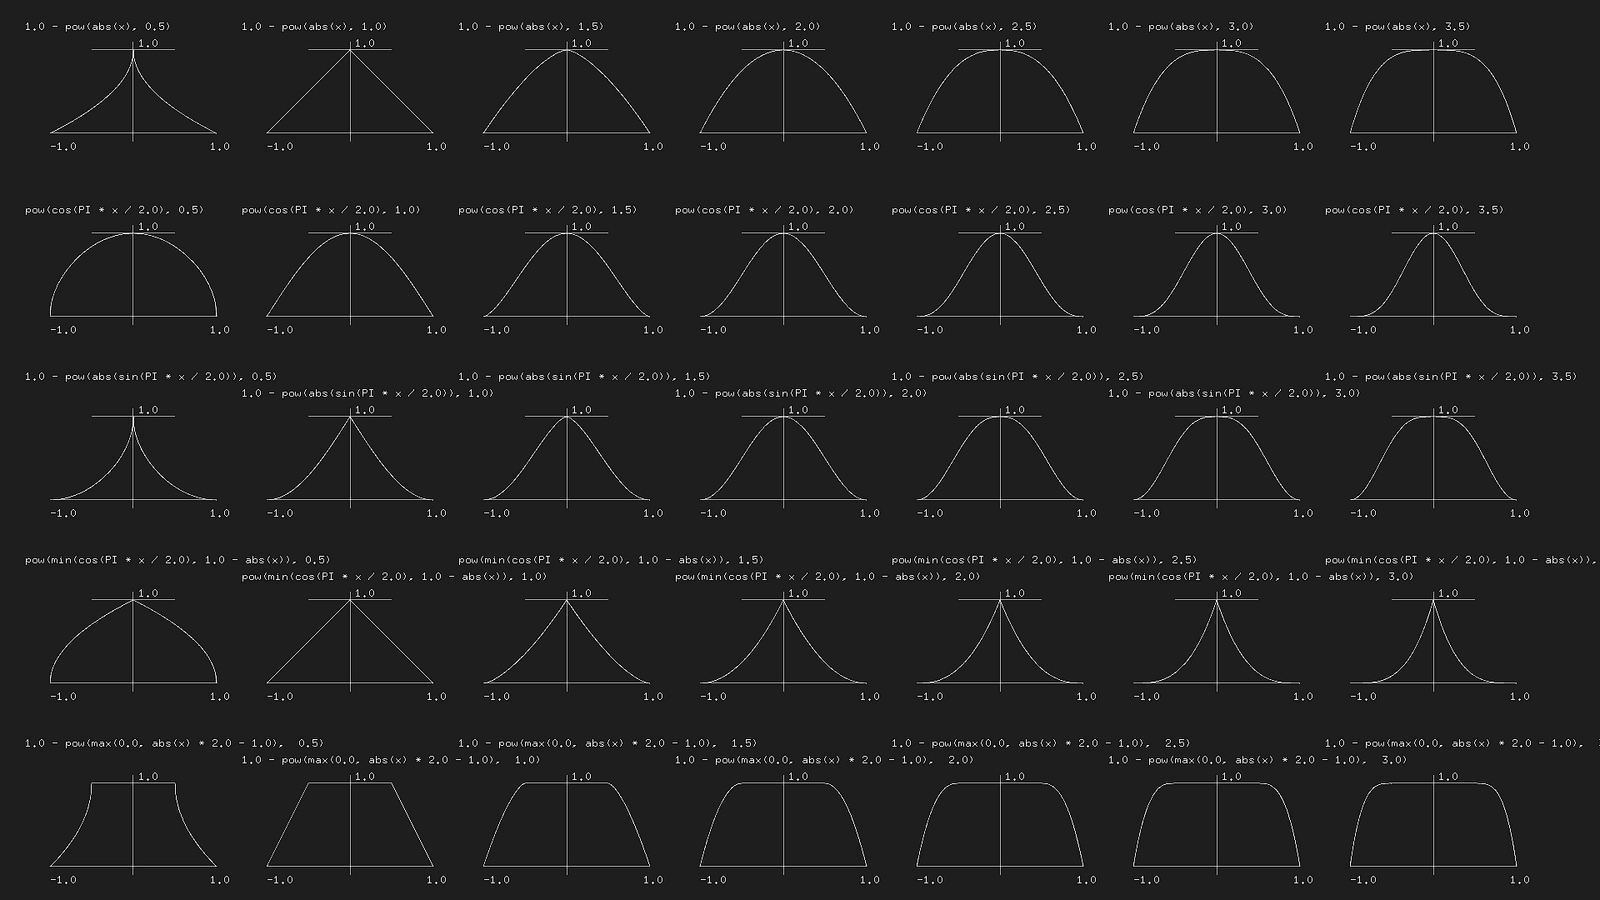 1.0 - pow(abs(x), 0.5) 1.0 - pow(abs(x), 1.0) 1.0 - pow(abs(x), 1.5) 1.0 - pow(abs(x), 2.0) 1.0 - pow(abs(x), 2.5) 1.0 - pow(abs(x), 3.0) 1.0 - pow(abs(x), 3.5)
1.0 1.0 1.0 1.0 1.0 1.0 1.0
-1.0 1.0 -1.0 1.0 -1.0 1.0 -1.0 1.0 -1.0 1.0 -1.0 1.0 -1.0 1.0
pow(cos(PI * x / 2.0), 0.5) pow(cos(PI * x / 2.0), 1.0) pow(cos(PI * x / 2.0), 1.5) pow(cos(PI * x / 2.0), 2.0) pow(cos(PI * x / 2.0), 2.5) pow(cos(PI * x / 2.0), 3.0) pow(cos(PI * x / 2.0), 3.5)
1.0 1.0 1.0 1.0 1.0 1.0 1.0
-1.0 1.0 -1.0 1.0 -1.0 1.0 -1.0 1.0 -1.0 1.0 -1.0 1.0 -1.0 1.0
1.0 - pow(abs(sin(PI * x / 2.0)), 0.5) 1.0 - pow(abs(sin(PI * x / 2.0)), 1.5) 1.0 - pow(abs(sin(PI * x / 2.0)), 2.5) 1.0 - pow(abs(sin(PI * x / 2.0)), 3.5)
1.0 - pow(abs(sin(PI * x / 2.0)), 1.0) 1.0 - pow(abs(sin(PI * x / 2.0)), 2.0) 1.0 - pow(abs(sin(PI * x / 2.0)), 3.0)
1.0 1.0 1.0 1.0 1.0 1.0 1.0
-1.0 1.0 -1.0 1.0 -1.0 1.0 -1.0 1.0 -1.0 1.0 -1.0 1.0 -1.0 1.0
pow(min(cos(PI * x / 2.0), 1.0 - abs(x)), 0.5) pow(min(cos(PI * x / 2.0), 1.0 - abs(x)), 1.5) pow(min(cos(PI * x / 2.0), 1.0 - abs(x)), 2.5) pow(min(cos(PI * x / 2.0), 1.0 - abs(x)),
pow(min(cos(PI * x / 2.0), 1.0 - abs(x)), 1.0) pow(min(cos(PI * x / 2.0), 1.0 - abs(x)), 2.0) pow(min(cos(PI * x / 2.0), 1.0 - abs(x)), 3.0)
1.0 1.0 1.0 1.0 1.0 1.0 1.0
-1.0 1.0 -1.0 1.0 -1.0 1.0 -1.0 1.0 -1.0 1.0 -1.0 1.0 -1.0 1.0
1.0 - pow(max(0.0, abs(x) * 2.0 - 1.0), 0.5) 1.0 - pow(max(0.0, abs(x) * 2.0 - 1.0), 1.5) 1.0 - pow(max(0.0, abs(x) * 2.0 - 1.0), 2.5) 1.0 - pow(max(0.0, abs(x) * 2.0 - 1.0),
1.0 - pow(max(0.0, abs(x) * 2.0 - 1.0), 1.0) 1.0 - pow(max(0.0, abs(x) * 2.0 - 1.0), 2.0) 1.0 - pow(max(0.0, abs(x) * 2.0 - 1.0), 3.0)
1.0 1.0 1.0 1.0 1.0 1.0 1.0
-1.0 1.0 -1.0 1.0 -1.0 1.0 -1.0 1.0 -1.0 1.0 -1.0 1.0 -1.0 1.0